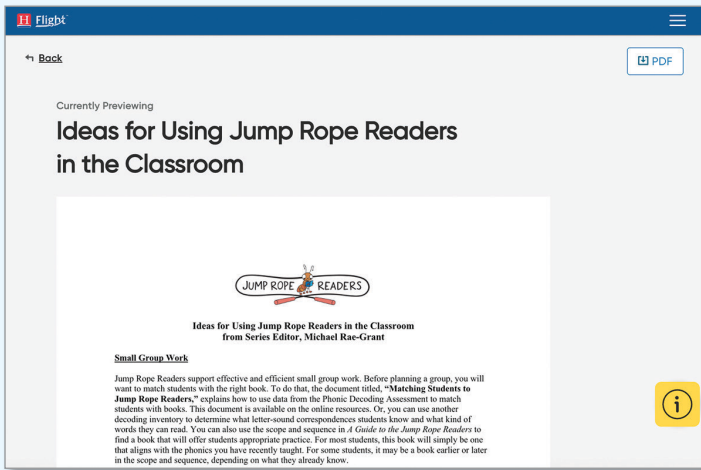 H Flight
Back
PDF
Currently Previewing
Ideas for Using Jump Rope Readers
in the Classroom
JUMP ROPE READERS
Ideas for Using Jump Rope Readers in the Classroom
from Series Editor, Michael Rae-Grant
Small Group Work
Jump Rope Readers support effective and efficient small group work. Before planning a group, you will
want to match students with the right book. To do that, the document titled, “Matching Students to
Jump Rope Readers,” explains how to use data from the Phonic Decoding Assessment to match
students with books. This document is available on the online resources. Or, you can use another
decoding inventory to determine what letter-sound correspondences students know and what kind of
words they can read. You can also use the scope and sequence in A Guide to the Jump Rope Readers to
find a book that will offer students appropriate practice. For most students, this book will simply be one
that aligns with the phonics you have recently taught. For some students, it may be a book earlier or later
in the scope and sequence, depending on what they already know.
i